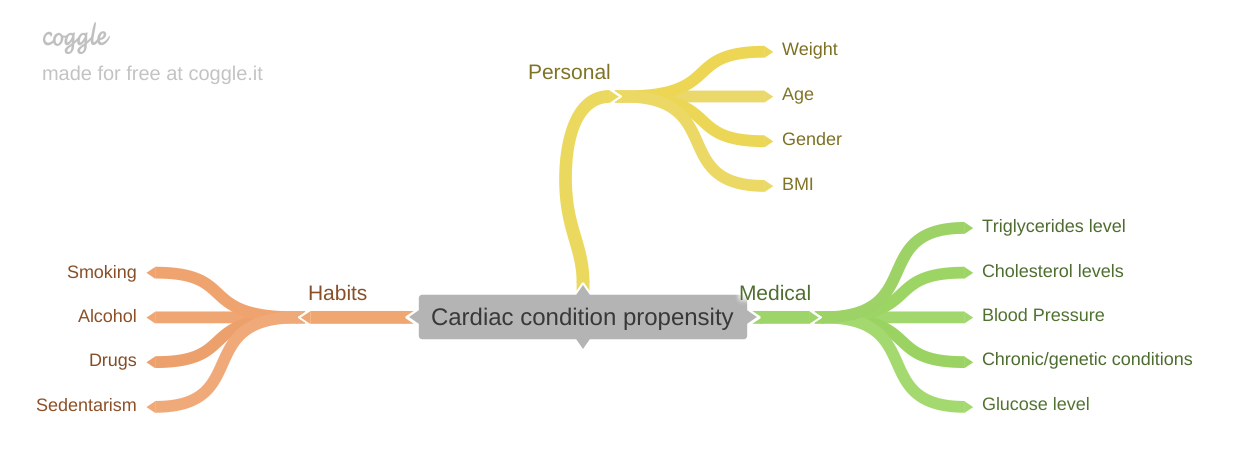 coggle
made for free at coggle.it
Personal
Weight
Age
Gender
BMI
Habits
Smoking
Alcohol
Drugs
Sedentarism
Cardiac condition propensity
Medical
Triglycerides level
Cholesterol levels
Blood Pressure
Chronic/genetic conditions
Glucose level